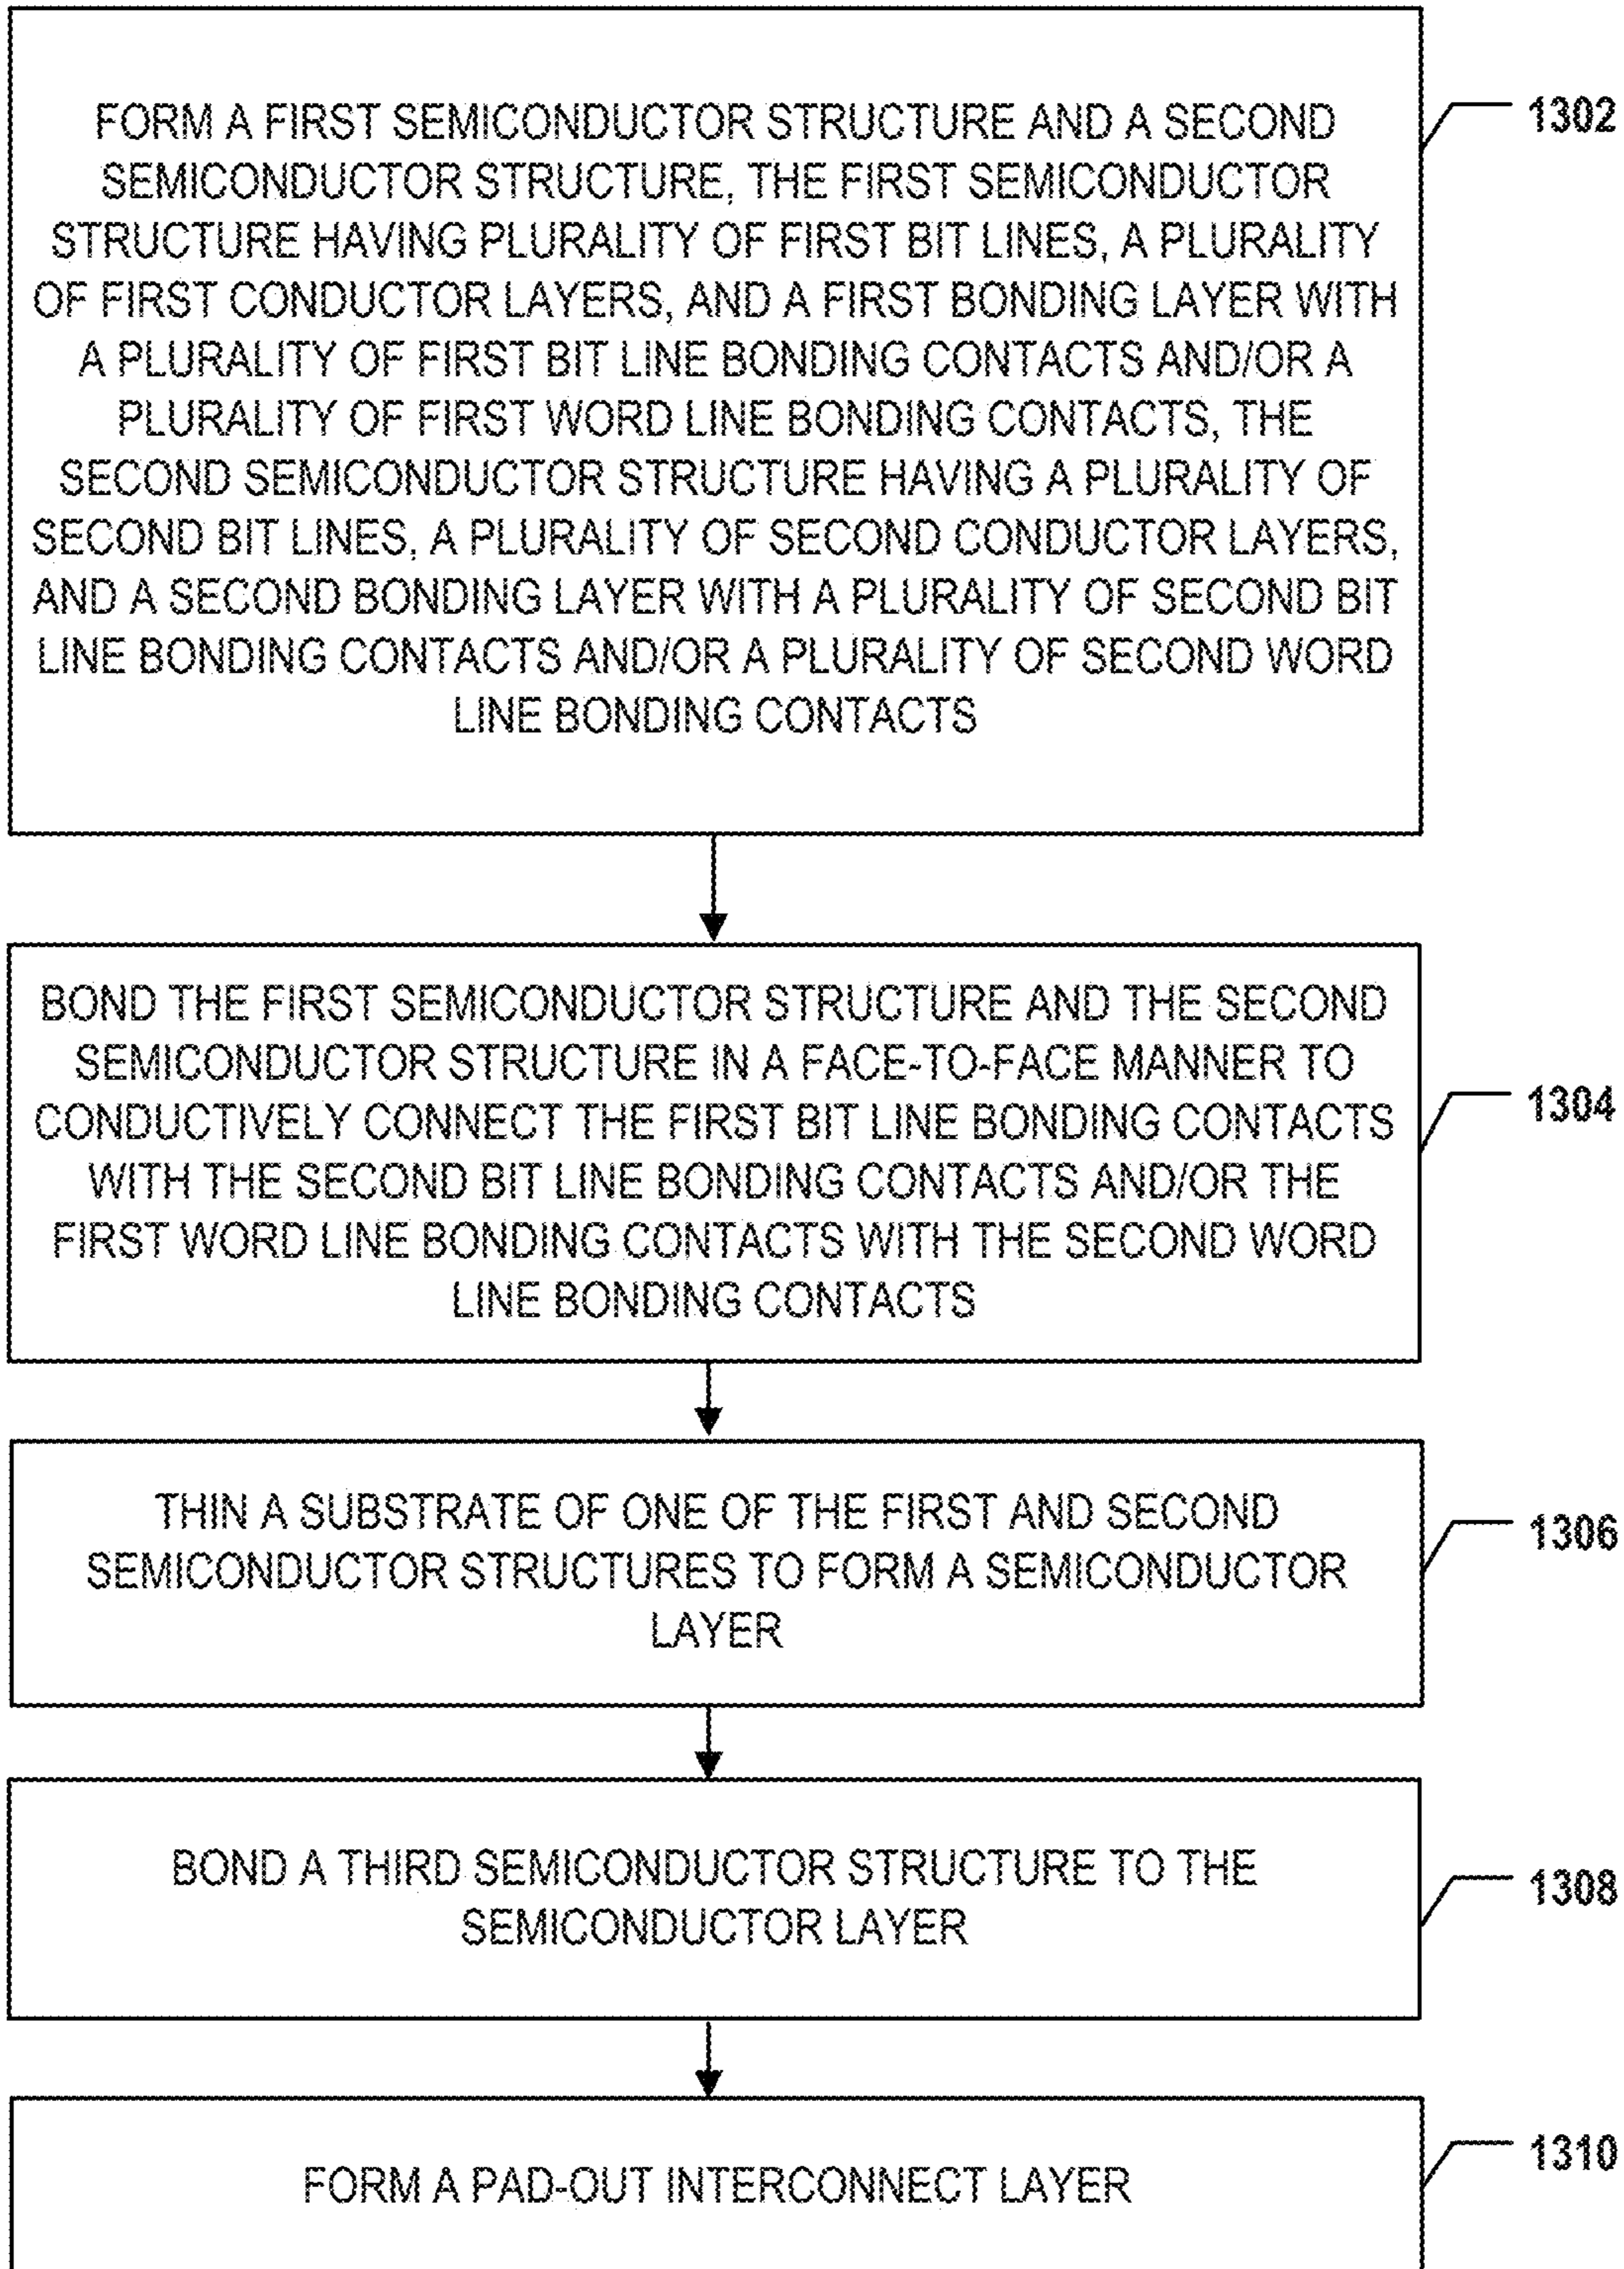 FORM A FIRST SEMICONDUCTOR STRUCTURE AND A SECOND
SEMICONDUCTOR STRUCTURE, THE FIRST SEMICONDUCTOR
STRUCTURE HAVING PLURALITY OF FIRST BIT LINES, A PLURALITY
OF FIRST CONDUCTOR LAYERS, AND A FIRST BONDING LAYER WITH
A PLURALITY OF FIRST BIT LINE BONDING CONTACTS AND/OR A
PLURALITY OF FIRST WORD LINE BONDING CONTACTS, THE
SECOND SEMICONDUCTOR STRUCTURE HAVING A PLURALITY OF
SECOND BIT LINES, A PLURALITY OF SECOND CONDUCTOR LAYERS,
AND A SECOND BONDING LAYER WITH A PLURALITY OF SECOND BIT
LINE BONDING CONTACTS AND/OR A PLURALITY OF SECOND WORD
LINE BONDING CONTACTS
1302
BOND THE FIRST SEMICONDUCTOR STRUCTURE AND THE SECOND
SEMICONDUCTOR STRUCTURE IN A FACE-TO-FACE MANNER TO
CONDUCTIVELY CONNECT THE FIRST BIT LINE BONDING CONTACTS
WITH THE SECOND BIT LINE BONDING CONTACTS AND/OR THE
FIRST WORD LINE BONDING CONTACTS WITH THE SECOND WORD
LINE BONDING CONTACTS
1304
THIN A SUBSTRATE OF ONE OF THE FIRST AND SECOND
SEMICONDUCTOR STRUCTURES TO FORM A SEMICONDUCTOR
LAYER
1306
BOND A THIRD SEMICONDUCTOR STRUCTURE TO THE
SEMICONDUCTOR LAYER
1308
FORM A PAD-OUT INTERCONNECT LAYER
1310